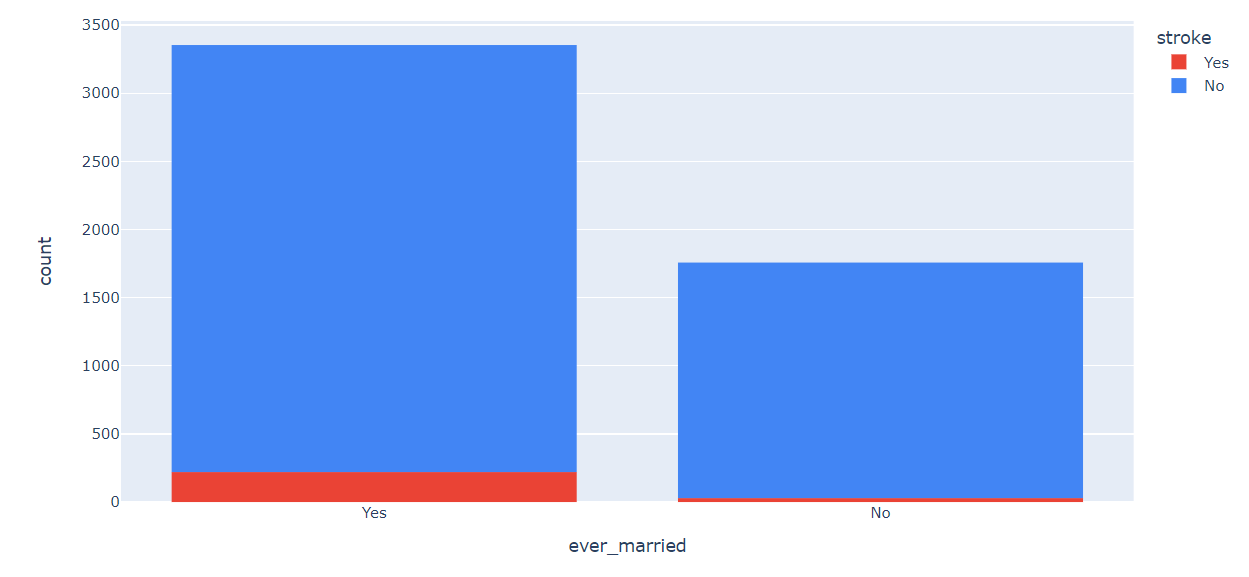 3500
3000
2500
2000
1500
1000
500
0
count
Yes
No
ever_married
stroke
Yes
No